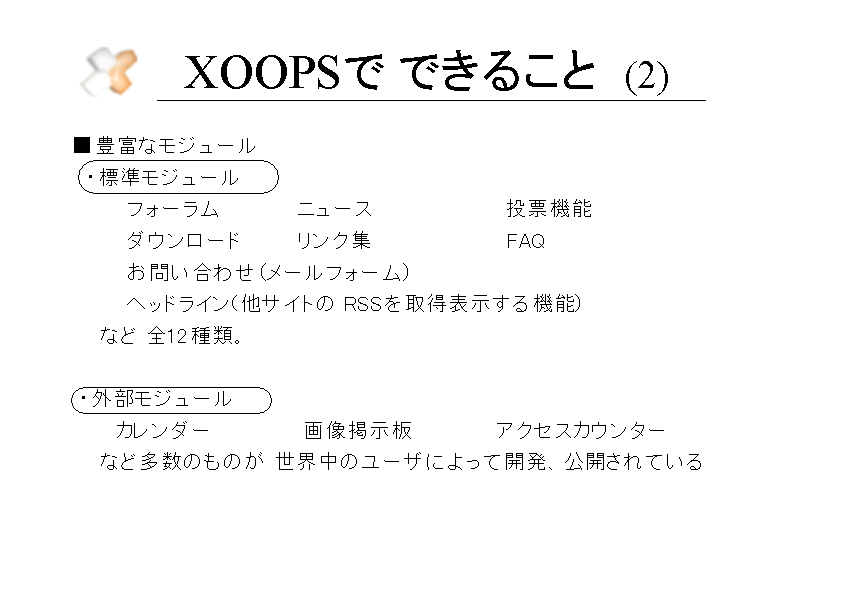 XOOPSで できること (2)
■豊富なモジュール
・標準モジュール
フォーラム ニュース 投票機能
ダウンロード リンク集 FAQ
お問い合わせ(メールフォーム)
ヘッドライン(他サイトの RSSを取得表示する機能)
など 全12種類。
・外部モジュール
カレンダー 画像掲示板 アクセスカウンター
など多数のものが 世界中のユーザによって開発、公開されている